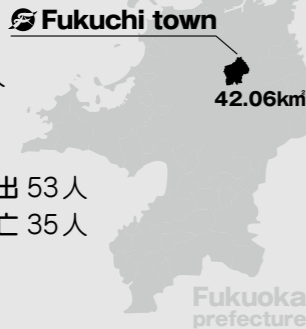 Fukuchi town
42.06km²
出 53人
亡 35人
Fukuoka
prefecture